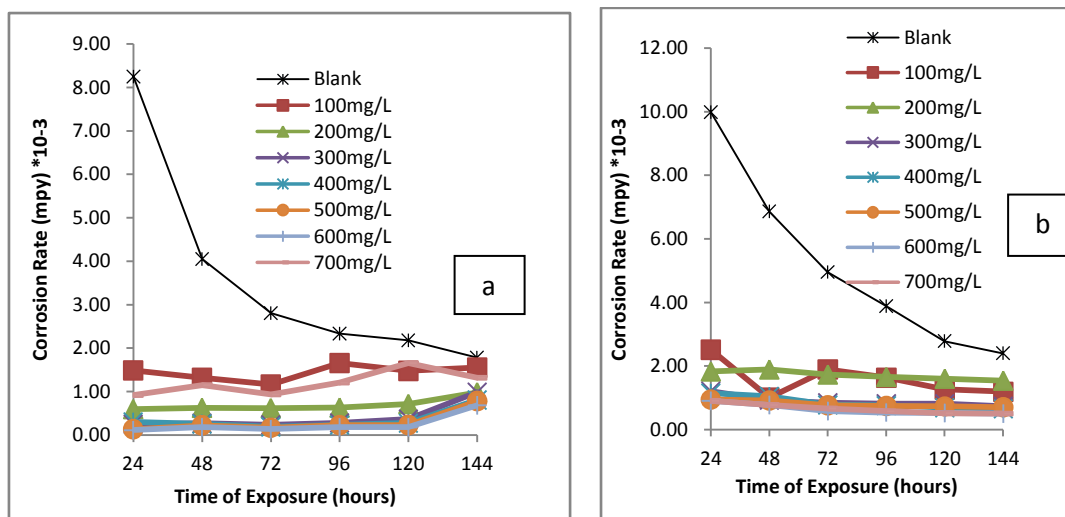 9.00
8.00
7.00
6.00
5.00
4.00
3.00
2.00
1.00
0.00
Corrosion Rate (mpy) *10-3
Blank
100mg/L
200mg/L
300mg/L
400mg/L
500mg/L
600mg/L
700mg/L
a
24 48 72 96 120 144
Time of Exposure (hours)
12.00
10.00
8.00
6.00
4.00
2.00
0.00
Corrosion Rate (mpy) *10-3
Blank
100mg/L
200mg/L
300mg/L
400mg/L
500mg/L
600mg/L
700mg/L
b
24 48 72 96 120 144
Time of Exposure (hours)